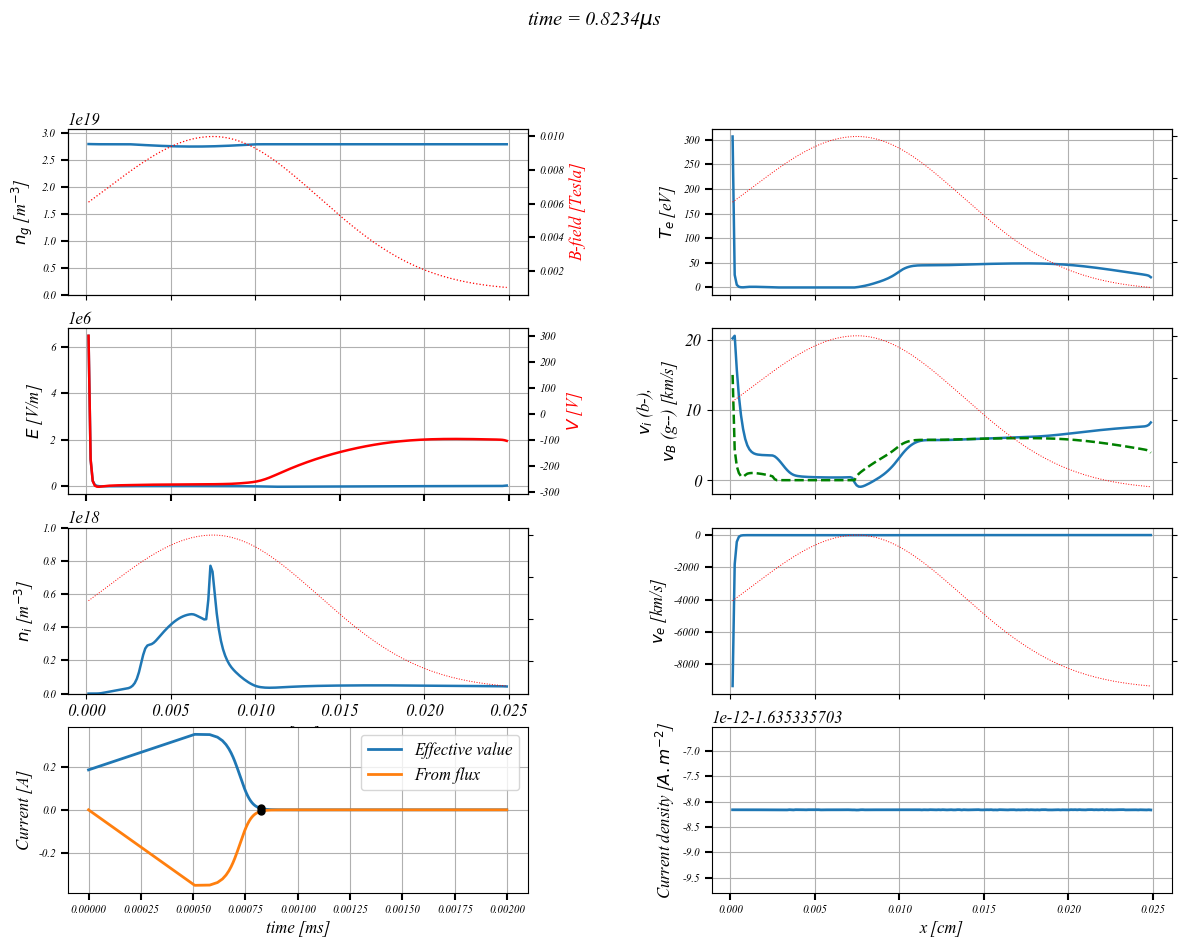 time = 0.8234μs
1e19
n_g [m^-3]
3.0
2.5
2.0
1.5
1.0
0.5
0.0
0.010
0.008
0.006
0.004
0.002
B-field [Tesla]
T_e [eV]
300
250
200
150
100
50
0
1e6
E [V/m]
6
4
2
0
300
200
100
0
-100
-200
-300
V [V]
v_i (b-),
v_B (g--) [km/s]
20
10
0
1e18
n_i [m^-3]
1.0
0.8
0.6
0.4
0.2
0.0
0.000 0.005 0.010 0.015 0.020 0.025
v_e [km/s]
0
-2000
-4000
-6000
-8000
Current [A]
0.2
0.0
-0.2
Effective value
From flux
0.00000 0.00025 0.00050 0.00075 0.00100 0.00125 0.00150 0.00175 0.00200
time [ms]
1e-12-1.635335703
Current density [A.m^-2]
-7.0
-7.5
-8.0
-8.5
-9.0
-9.5
0.000 0.005 0.010 0.015 0.020 0.025
x [cm]